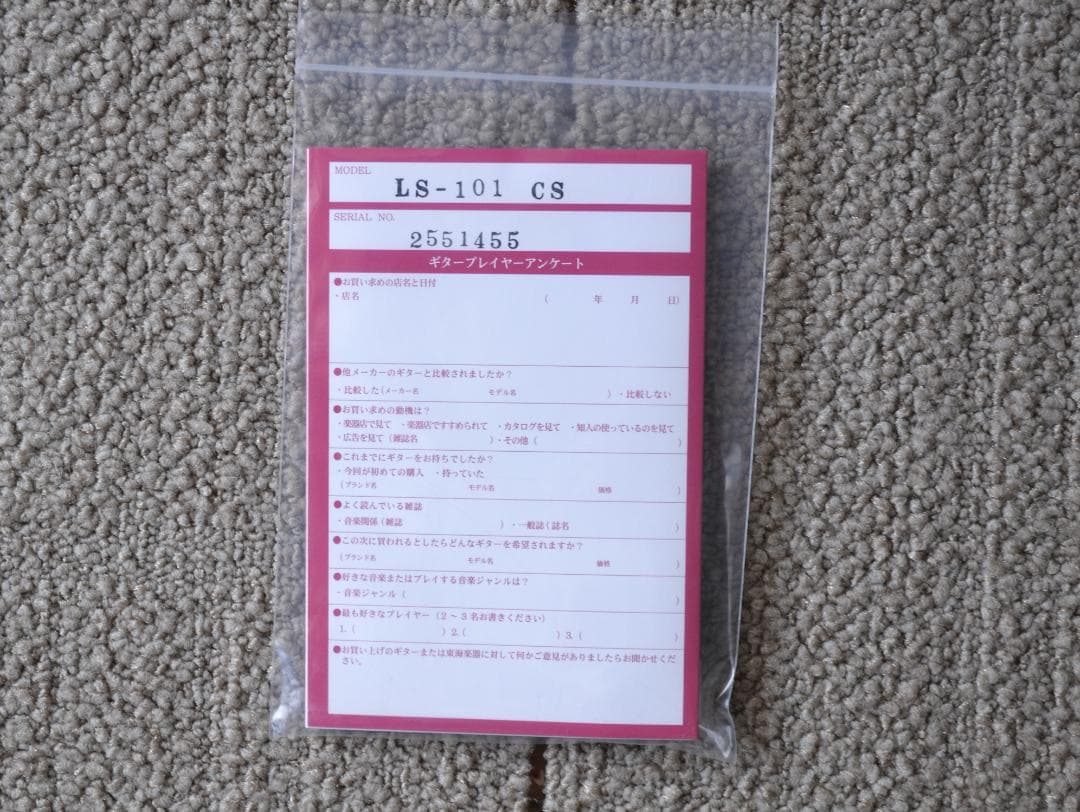 MODEL
LS-101 CS
SERIAL NO.
2551455
ギタープレイヤーアンケート
●お買い求めの店名と日付
・店名 （ 年 月 日）
●他メーカーのギターと比較されましたか？
・比較した（メーカー名 モデル名 ）・比較しない
●お買い求めの動機は？
・楽器店で見て ・楽器店ですすめられて ・カタログを見て ・知人の使っているのを見て
・広告を見て（雑誌名 ）・その他（ ）
●これまでにギターをお持ちでしたか？
・今回が初めての購入 ・持っていた
（ブランド名 モデル名 価格 ）
●よく読んでいる雑誌
・音楽関係（雑誌 ）・一般誌（誌名 ）
●この次に買われるとしたらどんなギターを希望されますか？
（ブランド名 モデル名 価格 ）
●好きな音楽またはプレイする音楽ジャンルは？
・音楽ジャンル（ ）
●最も好きなプレイヤー（2～3名お書きください）
1.（ ）2.（ ）3.（ ）
●お買い上げのギターまたは東海楽器に対して何かご意見がありましたらお聞かせくだ
さい。